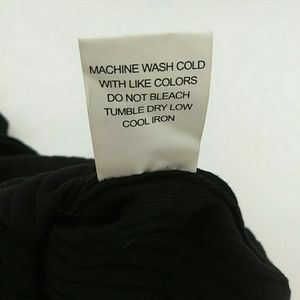 MACHINE WASH COLD
WITH LIKE COLORS
DO NOT BLEACH
TUMBLE DRY LOW
COOL IRON